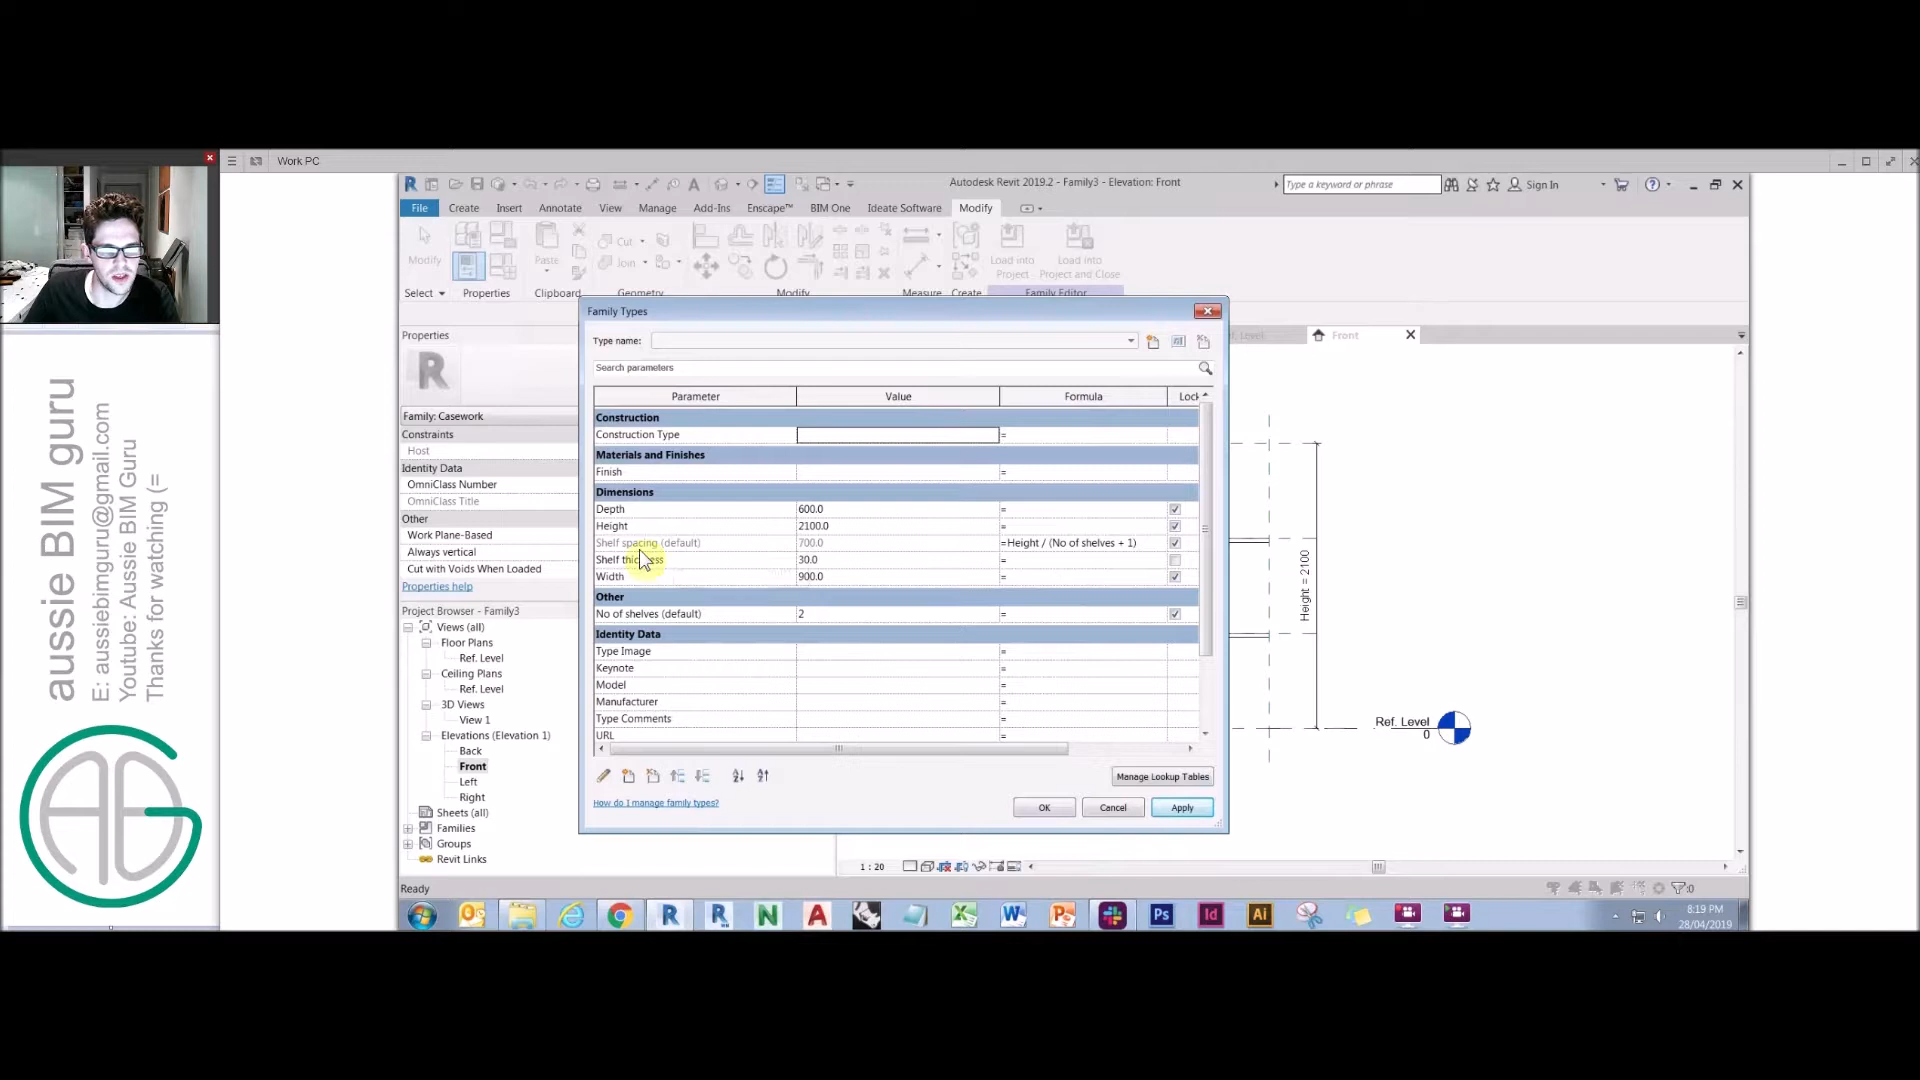 Work PC
Autodesk Revit 2019.2 - Family3 - Elevation: Front
Type a keyword or phrase
Sign In
File Create Insert Annotate View Manage Add-Ins Enscape™ BIM One Ideate Software Modify
Modify
Paste
Cut
Join
Load into
Project
Load into
Project and Close
Select Properties Clipboard Geometry Modify Measure Create Family Editor
Properties
Family: Casework
Constraints
Host
Identity Data
OmniClass Number
OmniClass Title
Other
Work Plane-Based
Always vertical
Cut with Voids When Loaded
Properties help
Project Browser - Family3
Views (all)
Floor Plans
Ref. Level
Ceiling Plans
Ref. Level
3D Views
View 1
Elevations (Elevation 1)
Back
Front
Left
Right
Sheets (all)
Families
Groups
Revit Links
Family Types
Type name:
Search parameters
Parameter Value Formula Lock
Construction
Construction Type =
Materials and Finishes
Finish =
Dimensions
Depth 600.0 =
Height 2100.0 =
Shelf spacing (default) 700.0 =Height / (No of shelves + 1)
Shelf thickness 30.0 =
Width 900.0 =
Other
No of shelves (default) 2 =
Identity Data
Type Image =
Keynote =
Model =
Manufacturer =
Type Comments =
URL =
Manage Lookup Tables
How do I manage family types?
OK Cancel Apply
Level
Front
Height = 2100
Ref. Level
0
1 : 20
Ready
:0
8:19 PM
28/04/2019
aussie BIM guru
E: aussiebimguru@gmail.com
Youtube: Aussie BIM Guru
Thanks for watching (=